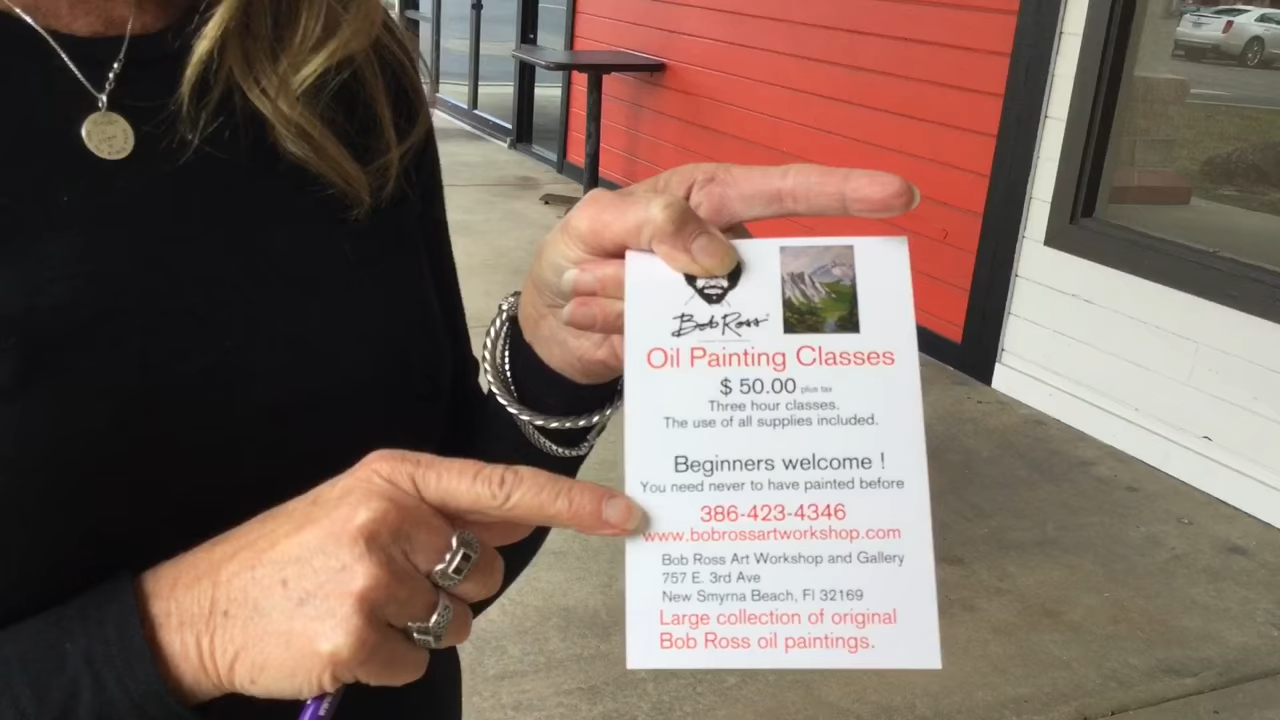 Bob Ross
Oil Painting Classes
$ 50.00 plus tax
Three hour classes.
The use of all supplies included.
Beginners welcome !
You need never to have painted before
386-423-4346
www.bobrossartworkshop.com
Bob Ross Art Workshop and Gallery
757 E. 3rd Ave
New Smyrna Beach, Fl 32169
Large collection of original
Bob Ross oil paintings.